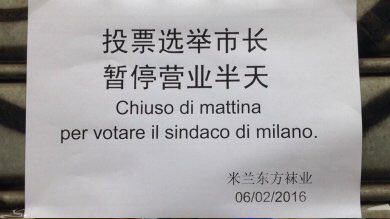 投票选举市长
暂停营业半天
Chiuso di mattina
per votare il sindaco di milano.
米兰东方袜业
06/02/2016